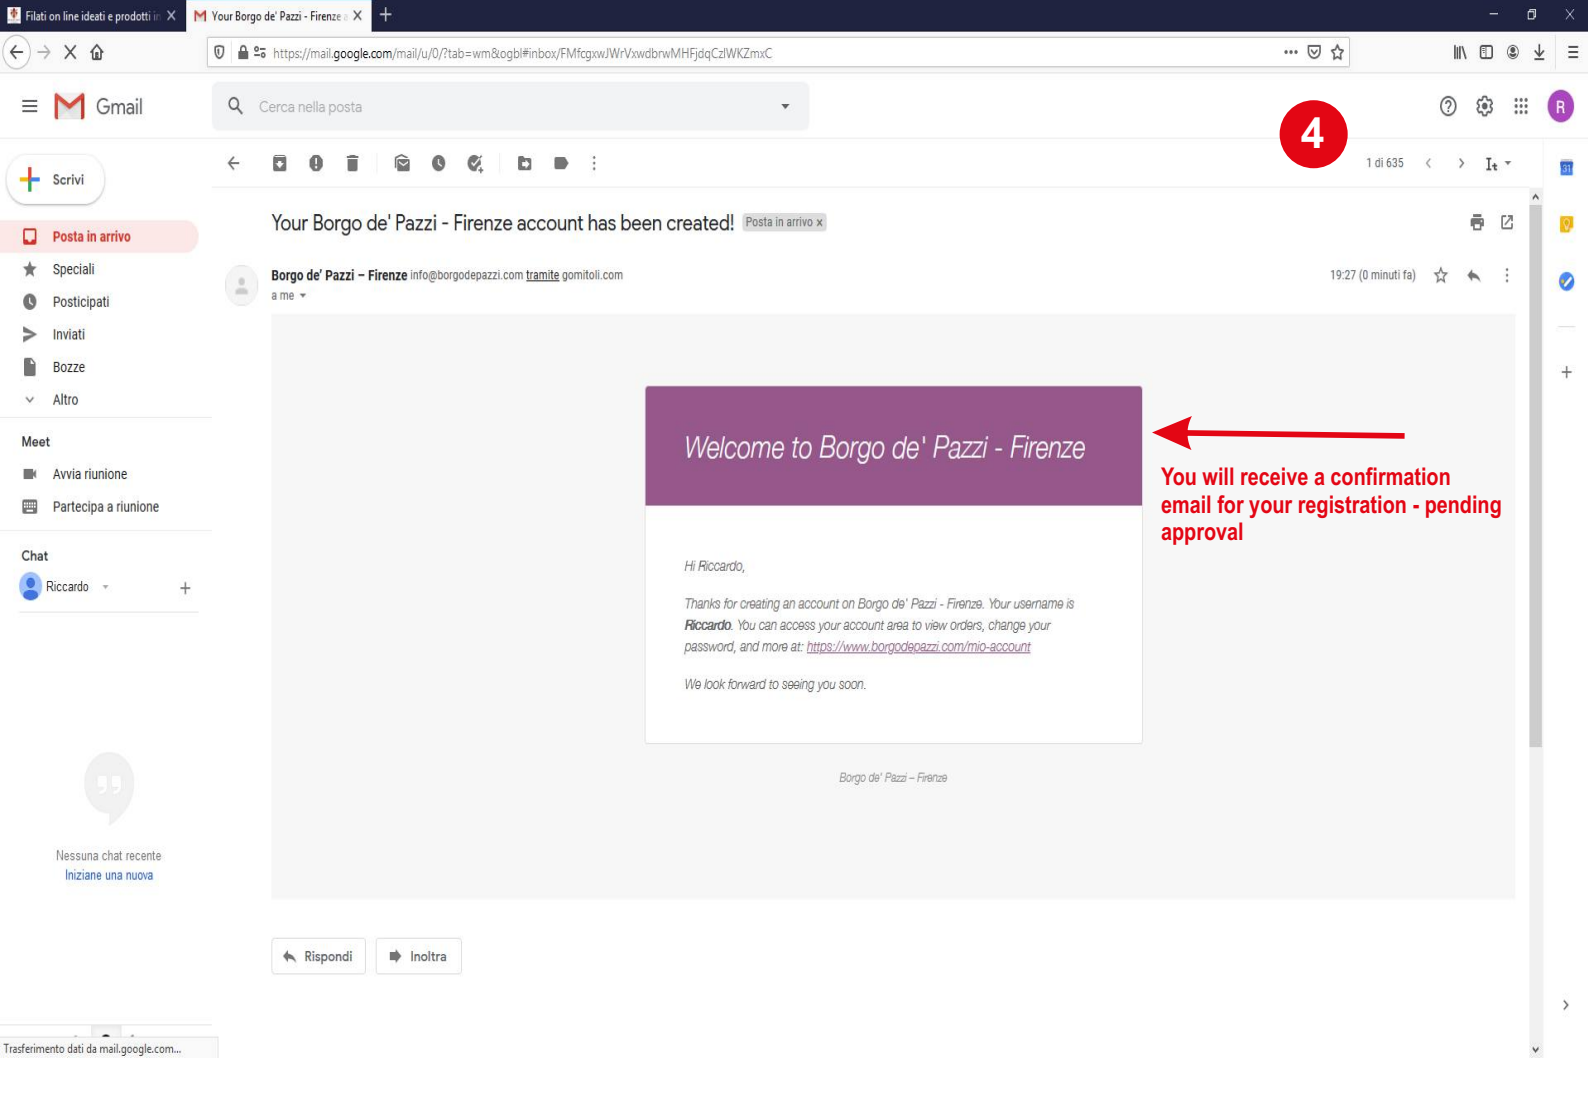 Filati on line ideati e prodotti in
Your Borgo de' Pazzi - Firenze a
https://mail.google.com/mail/u/0/?tab=wm&ogbl#inbox/FMfcgxwJWrVxwdbrwMHFjdqCzlWKZmxC
Gmail
Cerca nella posta
R
4
Scrivi
1 di 635
31
Posta in arrivo
Speciali
Posticipati
Inviati
Bozze
Altro
Meet
Avvia riunione
Partecipa a riunione
Chat
Riccardo
Nessuna chat recente
Iniziane una nuova
Your Borgo de' Pazzi - Firenze account has been created! Posta in arrivo x
Borgo de' Pazzi – Firenze info@borgodepazzi.com tramite gomitoli.com
19:27 (0 minuti fa)
a me
Welcome to Borgo de' Pazzi - Firenze
Hi Riccardo,
Thanks for creating an account on Borgo de' Pazzi - Firenze. Your username is
Riccardo. You can access your account area to view orders, change your
password, and more at: https://www.borgodepazzi.com/mio-account
We look forward to seeing you soon.
Borgo de' Pazzi – Firenze
You will receive a confirmation
email for your registration - pending
approval
Rispondi
Inoltra
Trasferimento dati da mail.google.com...